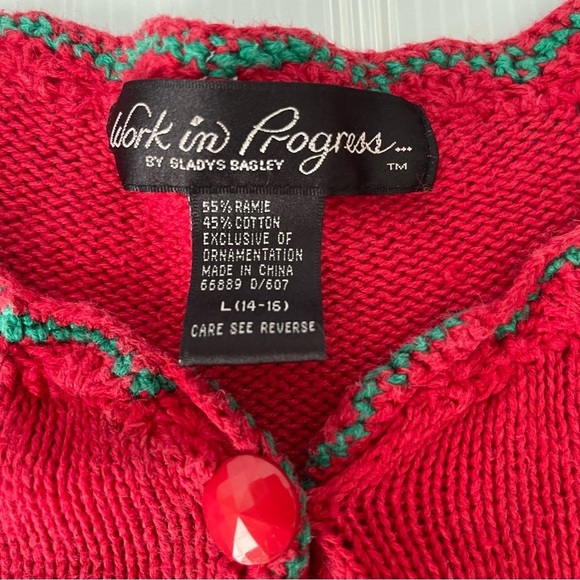 Work in Progress...
BY GLADYS BAGLEY TM
55% RAMIE
45% COTTON
EXCLUSIVE OF
ORNAMENTATION
MADE IN CHINA
66889 D/607
L (14-16)
CARE SEE REVERSE